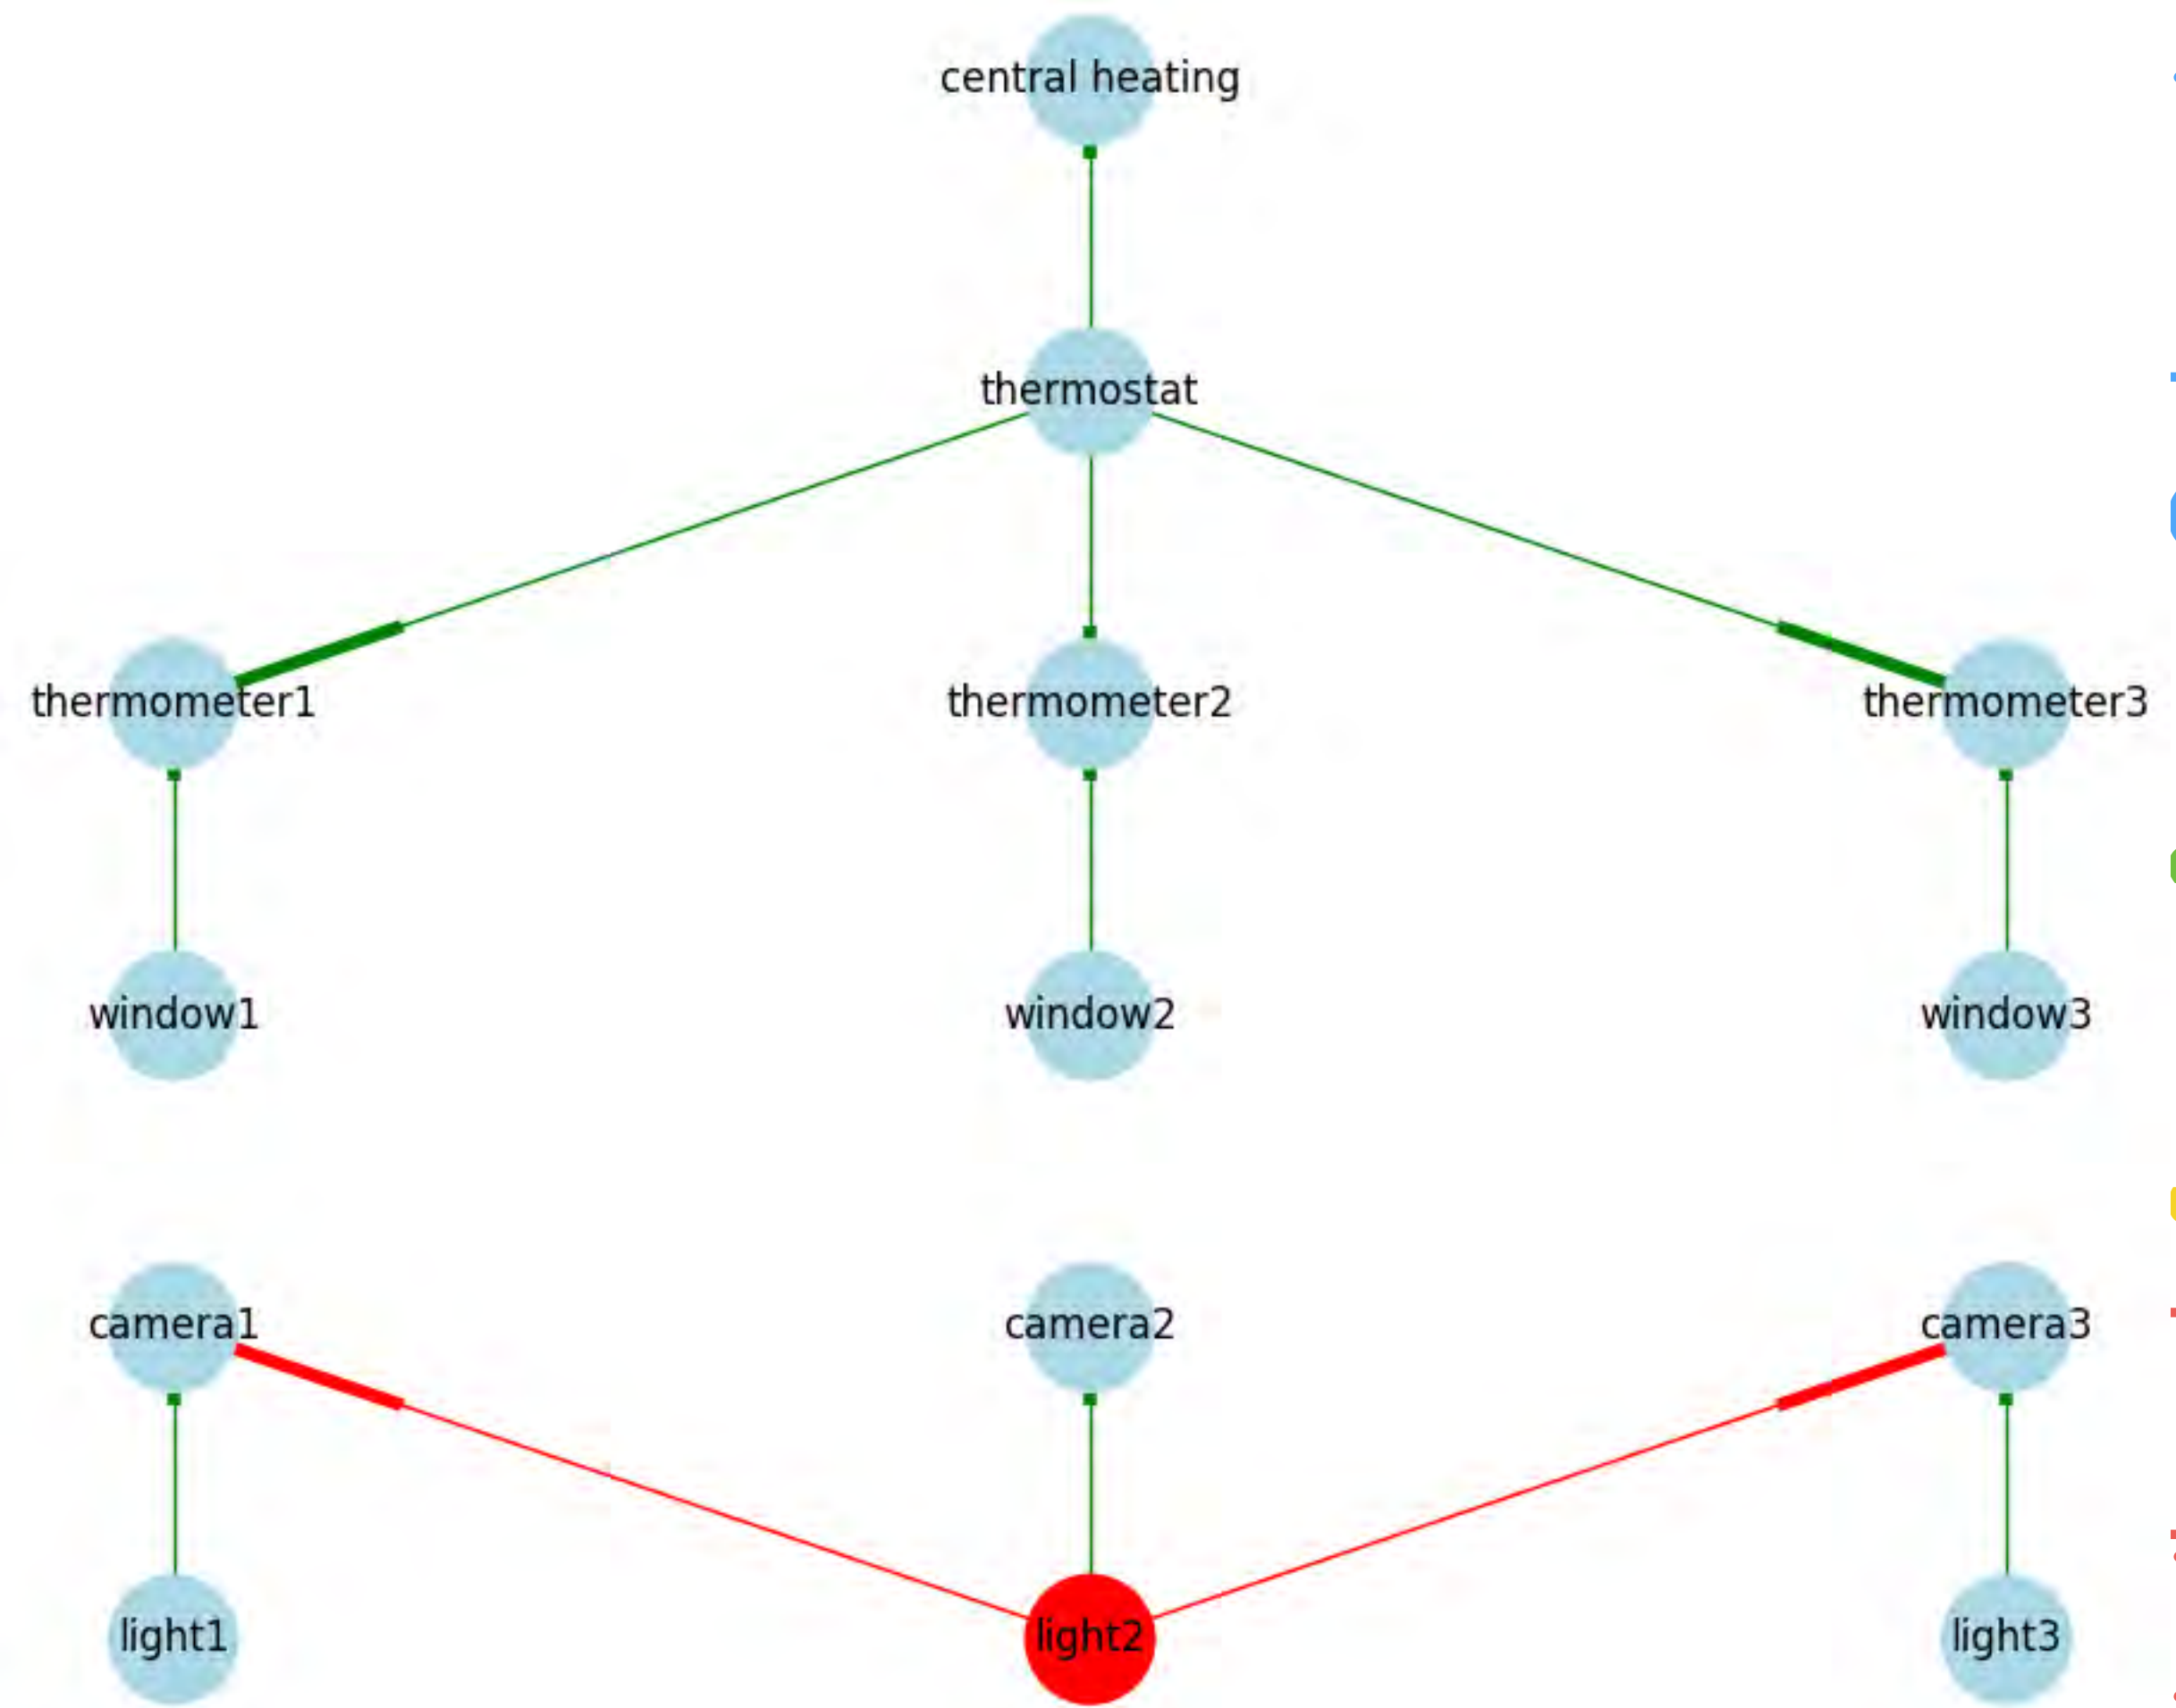 central heating
thermostat
thermometer1
thermometer2
thermometer3
window1
window2
window3
camera1
camera2
camera3
light1
light2
light3